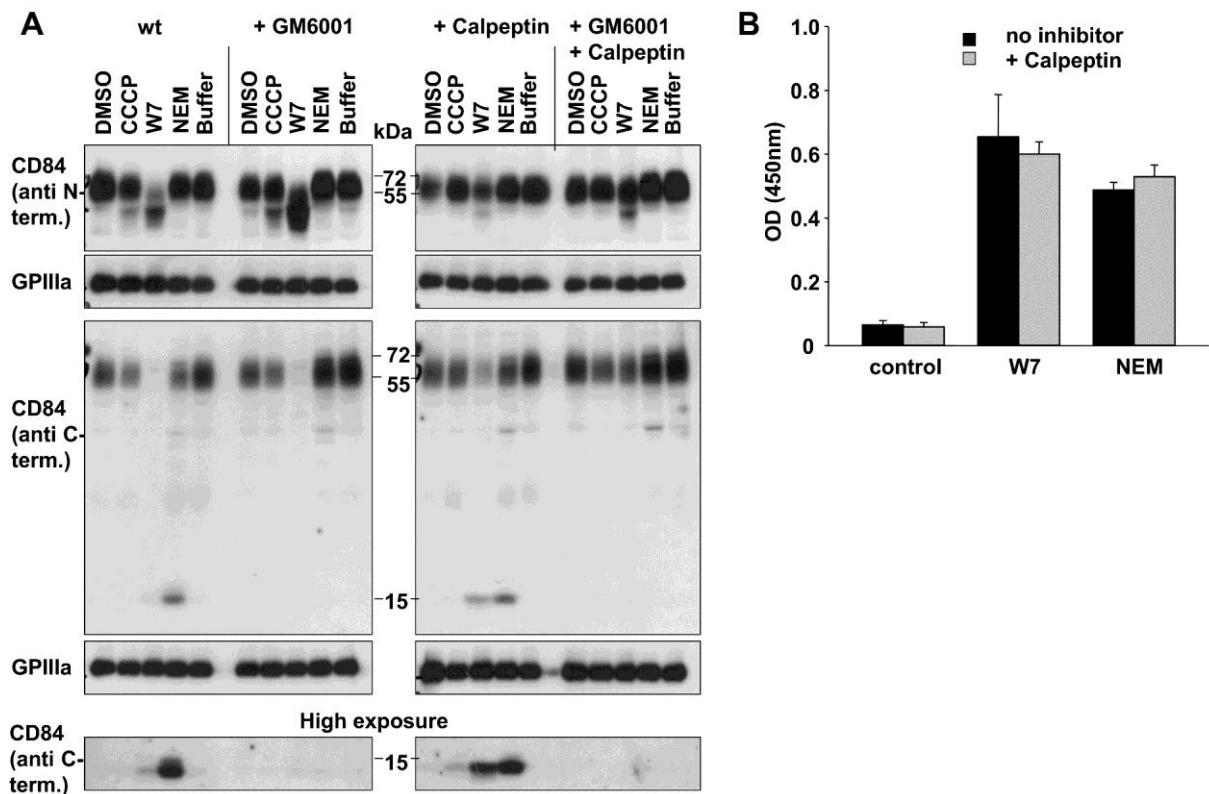 A
wt
+ GM6001
+ Calpeptin
+ GM6001
+ Calpeptin
DMSO CCCP W7 NEM Buffer DMSO CCCP W7 NEM Buffer kDa DMSO CCCP W7 NEM Buffer DMSO CCCP W7 NEM Buffer
CD84
(anti N-
term.)
72
55
GPIIIa
CD84
(anti C-
term.)
72
55
15
GPIIIa
High exposure
CD84
(anti C-
term.)
15
B
no inhibitor
+ Calpeptin
OD (450nm)
1.0
0.8
0.6
0.4
0.2
0
control W7 NEM